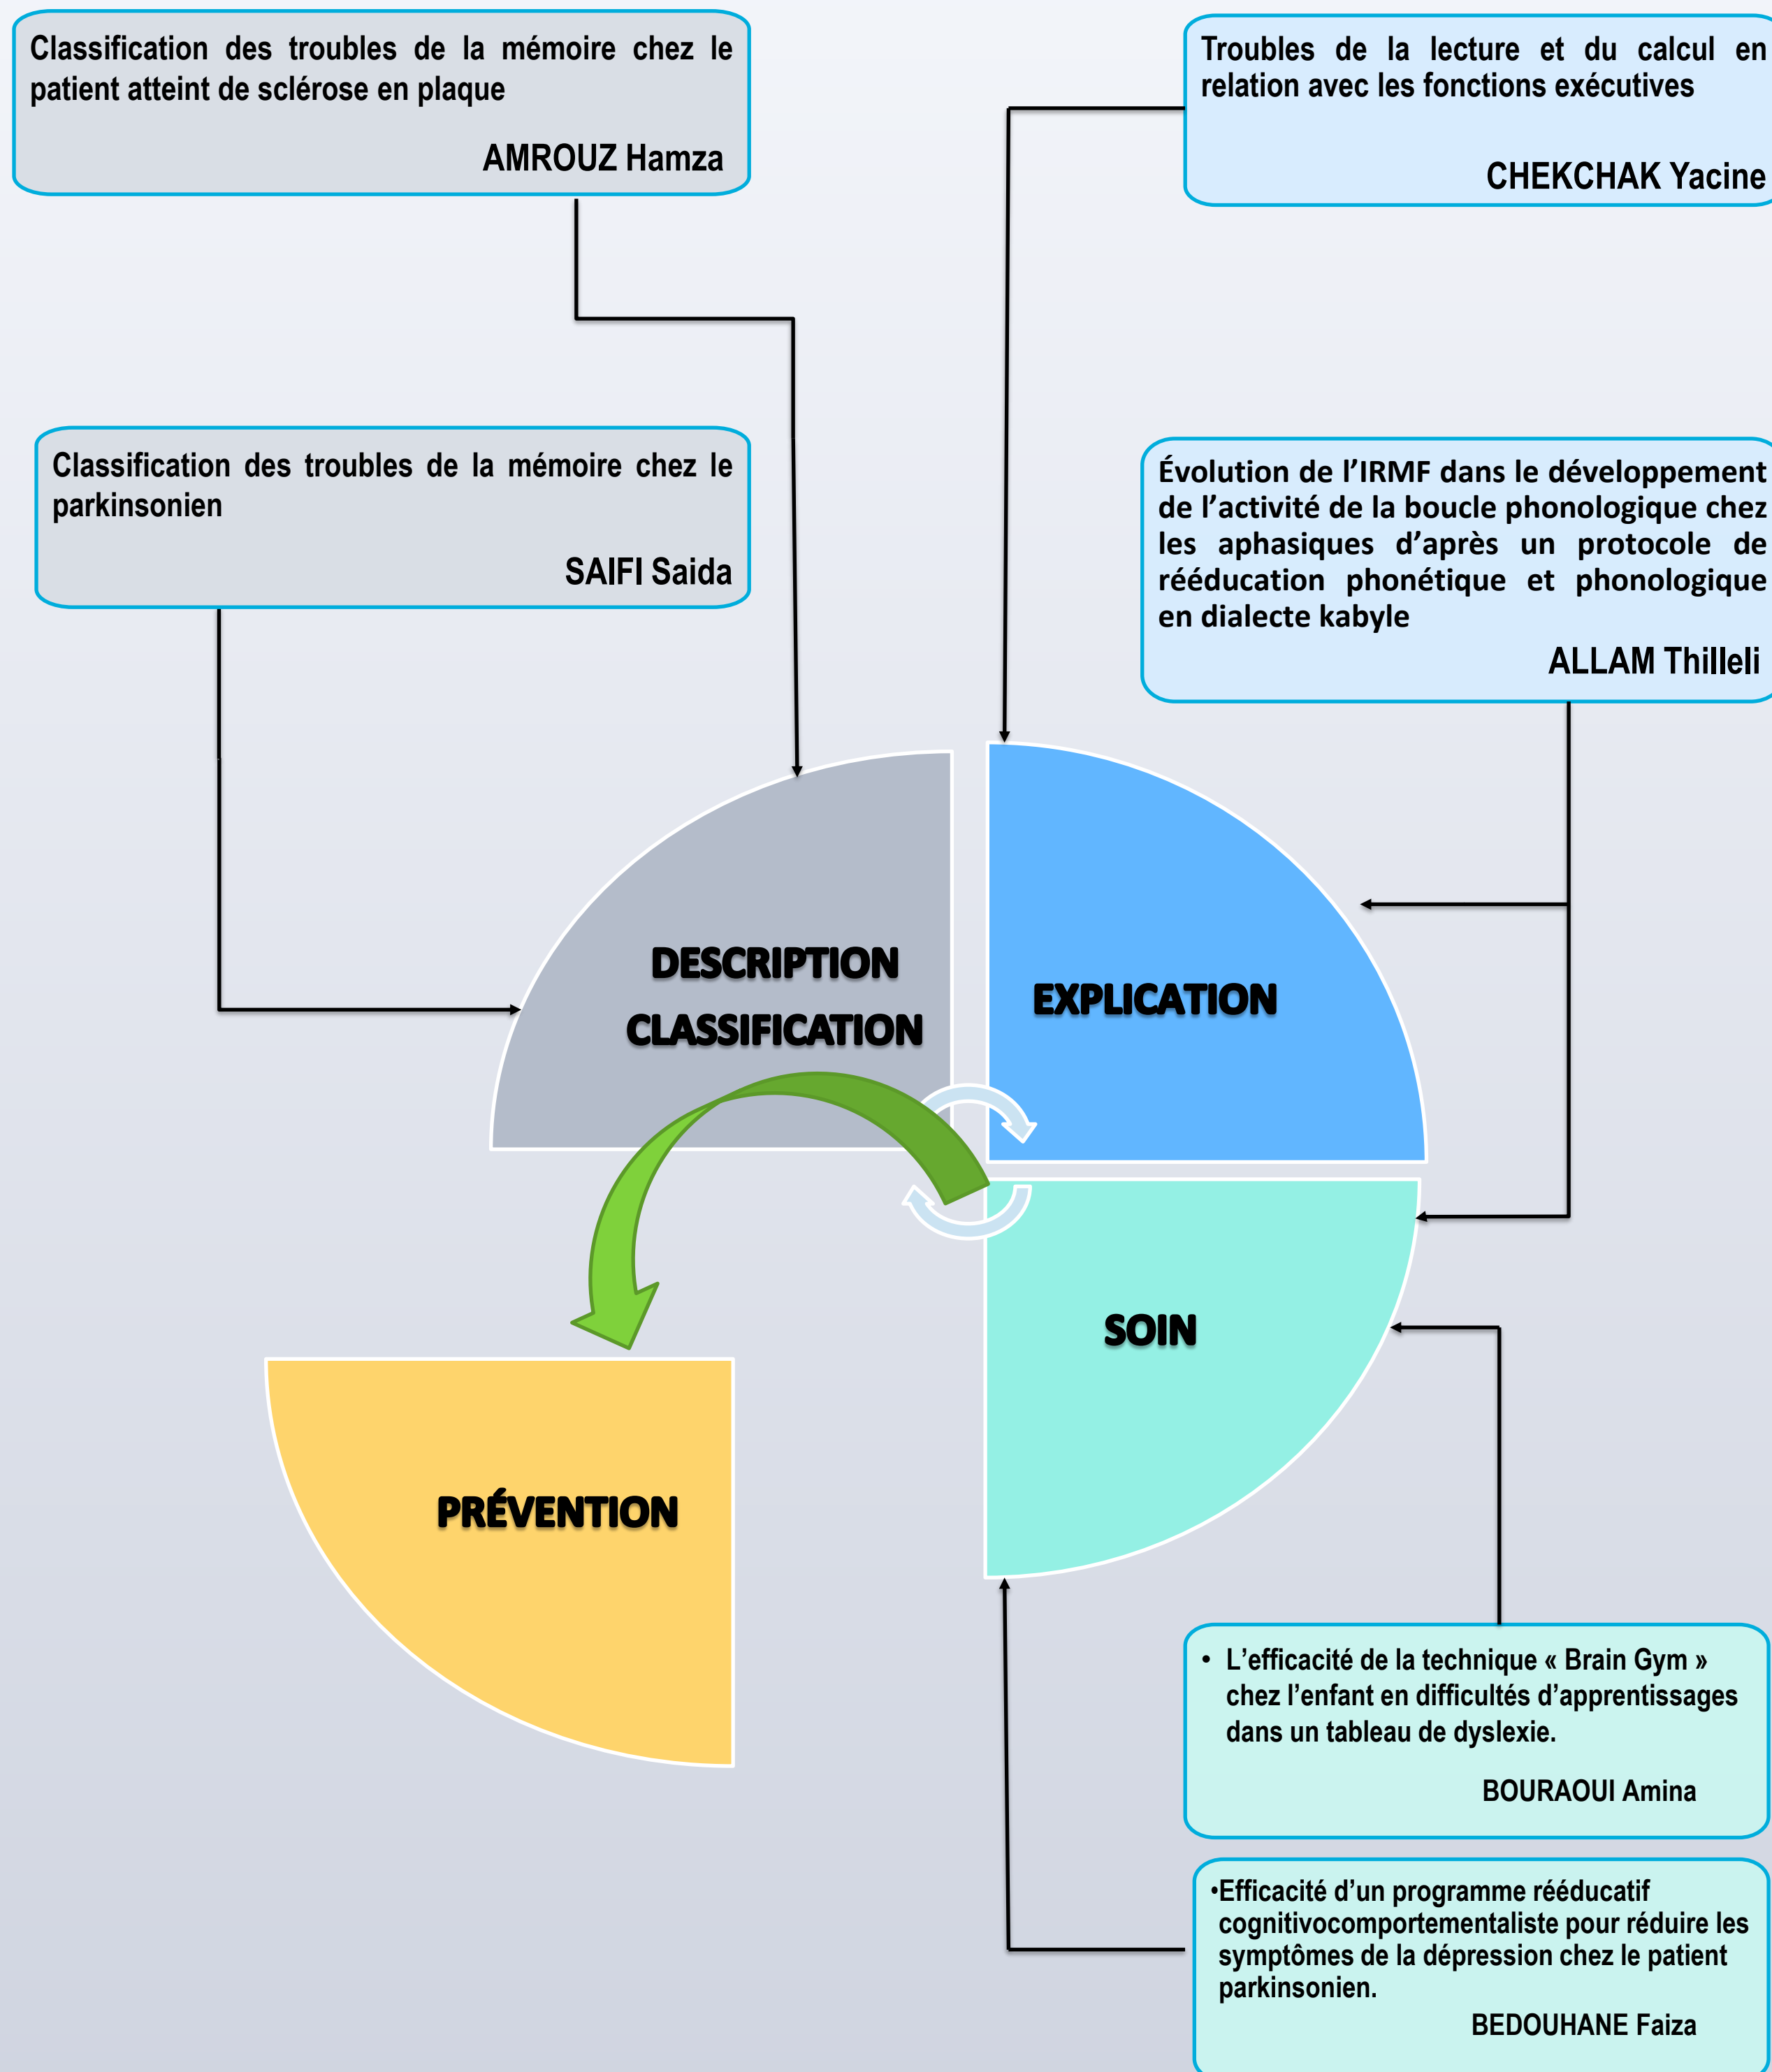 Classification des troubles de la mémoire chez le
patient atteint de sclérose en plaque
AMROUZ Hamza
Troubles de la lecture et du calcul en
relation avec les fonctions exécutives
CHEKCHAK Yacine
Classification des troubles de la mémoire chez le
parkinsonien
SAIFI Saida
Évolution de l’IRMF dans le développement
de l’activité de la boucle phonologique chez
les aphasiques d’après un protocole de
rééducation phonétique et phonologique
en dialecte kabyle
ALLAM Thilleli
DESCRIPTION
CLASSIFICATION
EXPLICATION
SOIN
PRÉVENTION
• L’efficacité de la technique « Brain Gym »
chez l’enfant en difficultés d’apprentissages
dans un tableau de dyslexie.
BOURAOUI Amina
•Efficacité d’un programme rééducatif
cognitivocomportementaliste pour réduire les
symptômes de la dépression chez le patient
parkinsonien.
BEDOUHANE Faiza